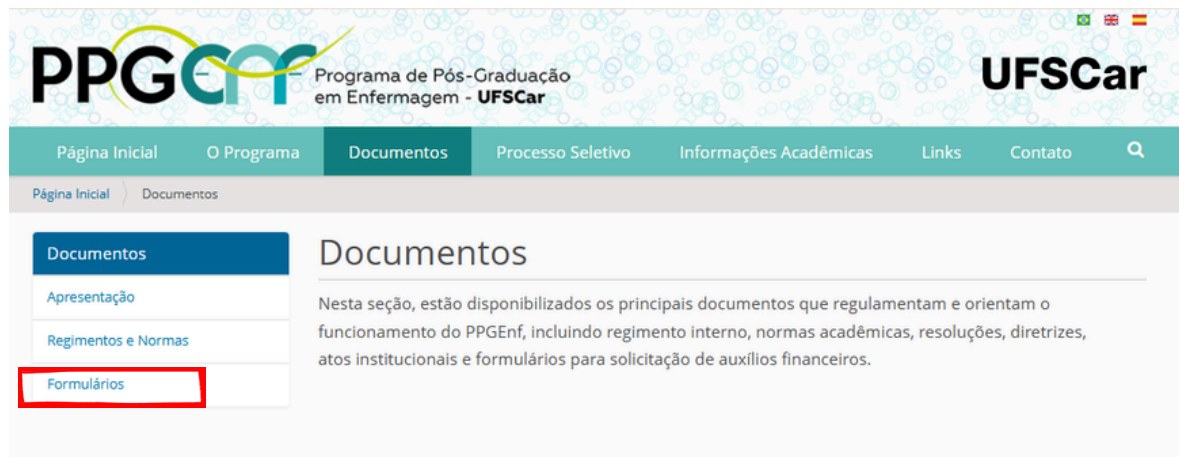 PPGEnf
Programa de Pós-Graduação
em Enfermagem - UFSCar
UFSCar
Página Inicial O Programa Documentos Processo Seletivo Informações Acadêmicas Links Contato
Página Inicial Documentos
Documentos
Apresentação
Regimentos e Normas
Formulários
Documentos
Nesta seção, estão disponibilizados os principais documentos que regulamentam e orientam o
funcionamento do PPGEnf, incluindo regimento interno, normas acadêmicas, resoluções, diretrizes,
atos institucionais e formulários para solicitação de auxílios financeiros.